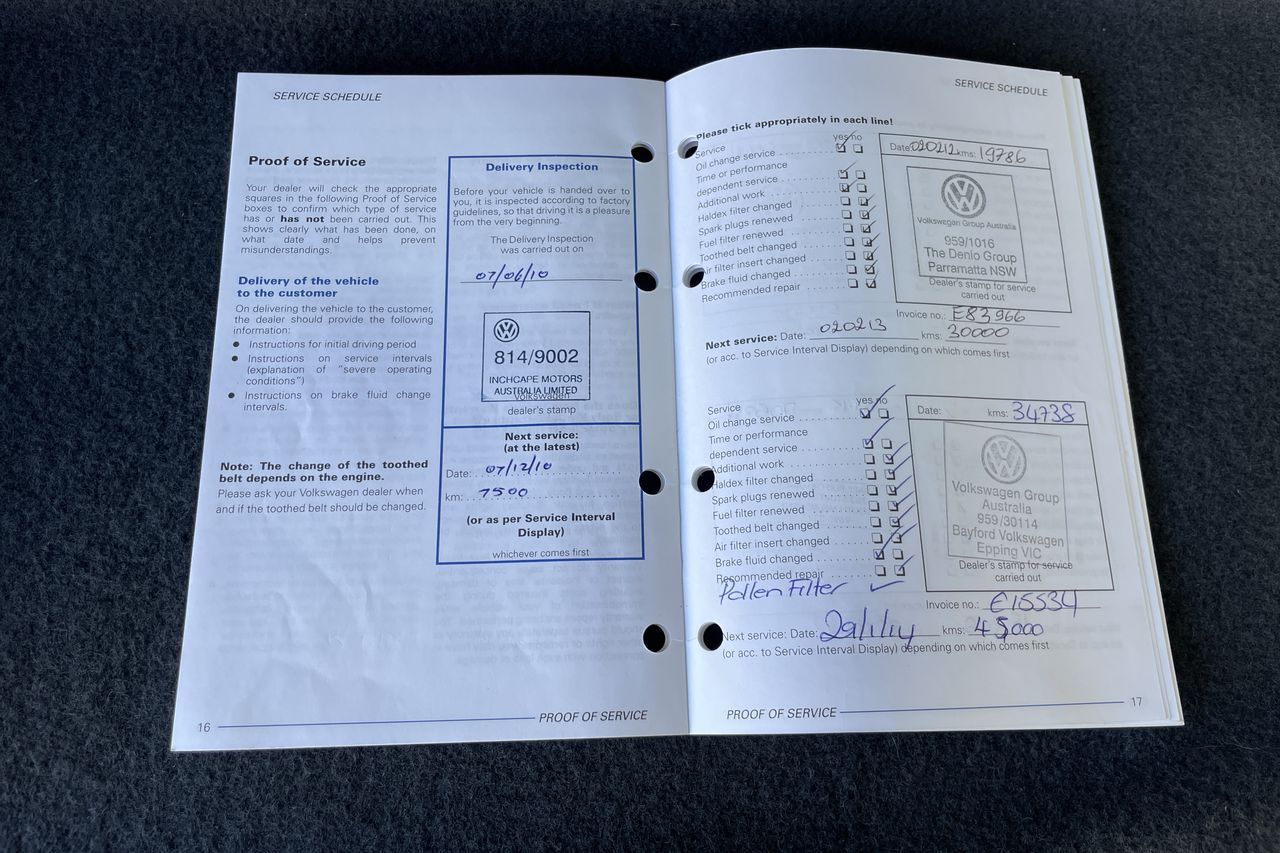 SERVICE SCHEDULE
Proof of Service
Your dealer will check the appropriate
squares in the following Proof of Service
boxes to confirm which type of service
has or has not been carried out. This
shows clearly what has been done, on
what date and helps prevent
misunderstandings.
Delivery of the vehicle
to the customer
On delivering the vehicle to the customer,
the dealer should provide the following
information:
● Instructions for initial driving period
● Instructions on service intervals
(explanation of "severe operating
conditions")
● Instructions on brake fluid change
intervals.
Note: The change of the toothed
belt depends on the engine.
Please ask your Volkswagen dealer when
and if the toothed belt should be changed.
Delivery Inspection
Before your vehicle is handed over to
you, it is inspected according to factory
guidelines, so that driving it is a pleasure
from the very beginning.
The Delivery Inspection
was carried out on
07/06/10
814/9002
INCHCAPE MOTORS
AUSTRALIA LIMITED
Volkswagen
dealer's stamp
Next service:
(at the latest)
Date: 07/12/10
km: 7500
(or as per Service Interval
Display)
whichever comes first
16 PROOF OF SERVICE
SERVICE SCHEDULE
Please tick appropriately in each line!
Service yes no
Oil change service
Time or performance
dependent service
Additional work
Haldex filter changed
Spark plugs renewed
Fuel filter renewed
Toothed belt changed
Air filter insert changed
Brake fluid changed
Recommended repair
Date: 020212 kms: 19786
Volkswagen Group Australia
959/1016
The Denlo Group
Parramatta NSW
Dealer's stamp for service
carried out
Invoice no.: E83966
Next service: Date: 020213 kms: 30000
(or acc. to Service Interval Display) depending on which comes first
Service yes no
Oil change service
Time or performance
dependent service
Additional work
Haldex filter changed
Spark plugs renewed
Fuel filter renewed
Toothed belt changed
Air filter insert changed
Brake fluid changed
Recommended repair
Pollen Filter ✓
Date: kms: 34738
Volkswagen Group
Australia
959/30114
Bayford Volkswagen
Epping VIC
Dealer's stamp for service
carried out
Invoice no.: E15534
Next service: Date: 29/1/14 kms: 45000
(or acc. to Service Interval Display) depending on which comes first
PROOF OF SERVICE 17